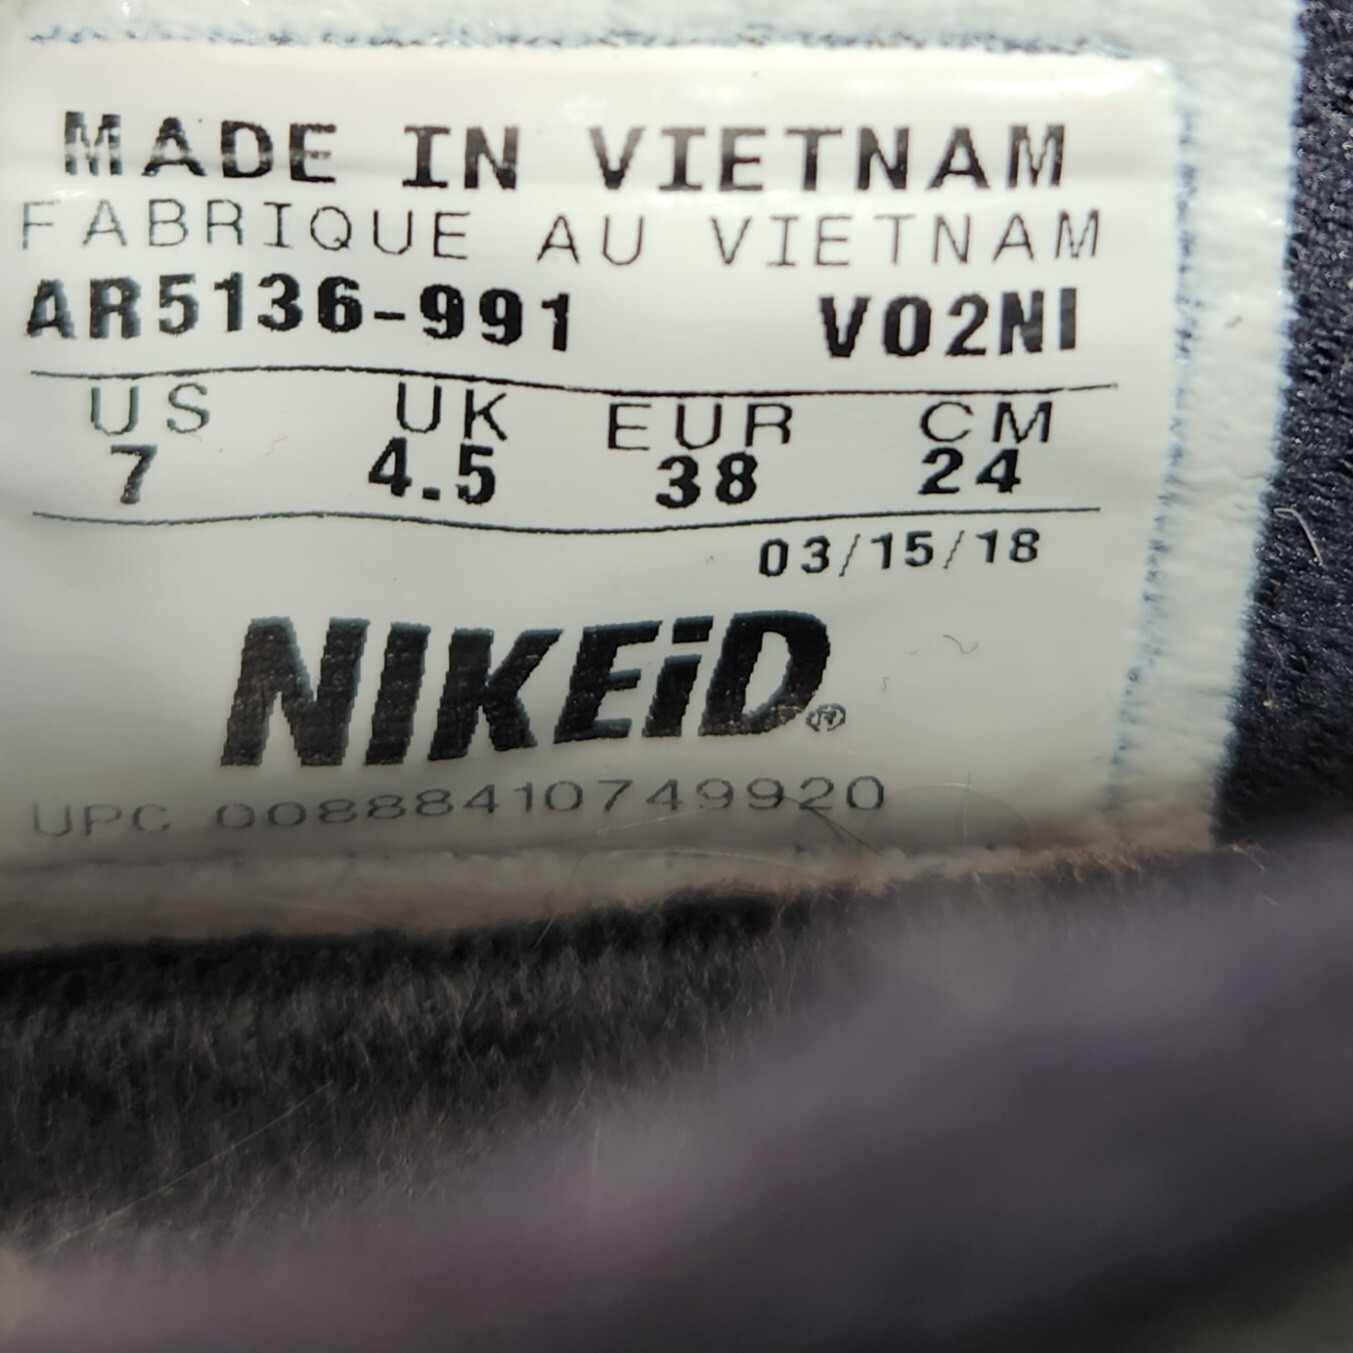 MADE IN VIETNAM
FABRIQUE AU VIETNAM
AR5136-991 V02NI
US UK EUR CM
7 4.5 38 24
03/15/18
NIKEiD®
UPC 00888410749920